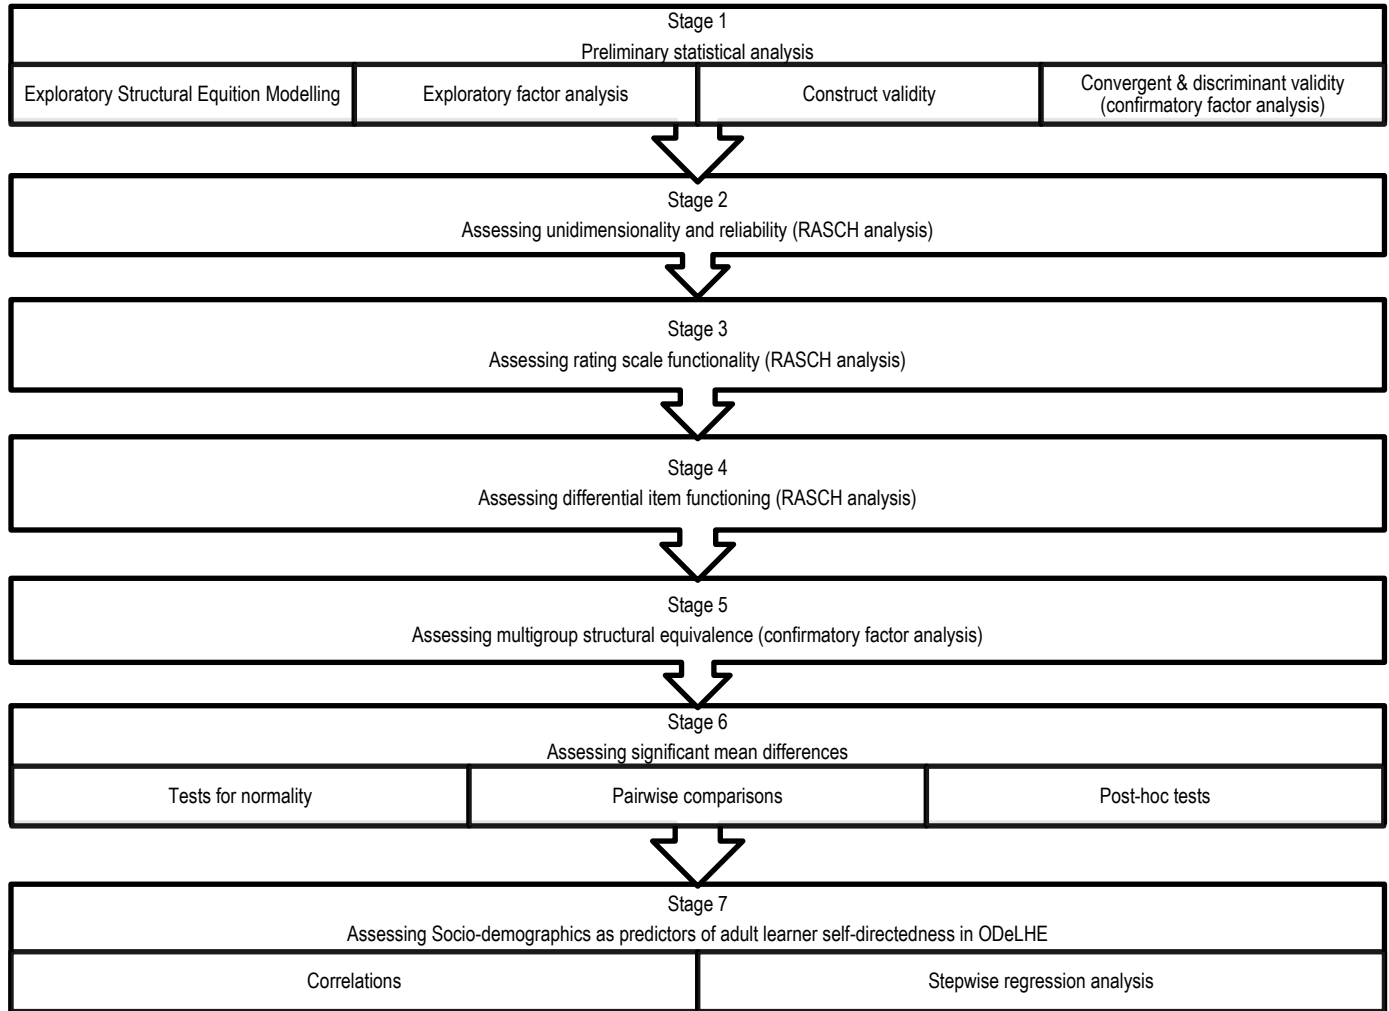 Stage 1
Preliminary statistical analysis
Exploratory Structural Equition Modelling
Exploratory factor analysis
Construct validity
Convergent & discriminant validity
(confirmatory factor analysis)
Stage 2
Assessing unidimensionality and reliability (RASCH analysis)
Stage 3
Assessing rating scale functionality (RASCH analysis)
Stage 4
Assessing differential item functioning (RASCH analysis)
Stage 5
Assessing multigroup structural equivalence (confirmatory factor analysis)
Stage 6
Assessing significant mean differences
Tests for normality
Pairwise comparisons
Post-hoc tests
Stage 7
Assessing Socio-demographics as predictors of adult learner self-directedness in ODeLHE
Correlations
Stepwise regression analysis